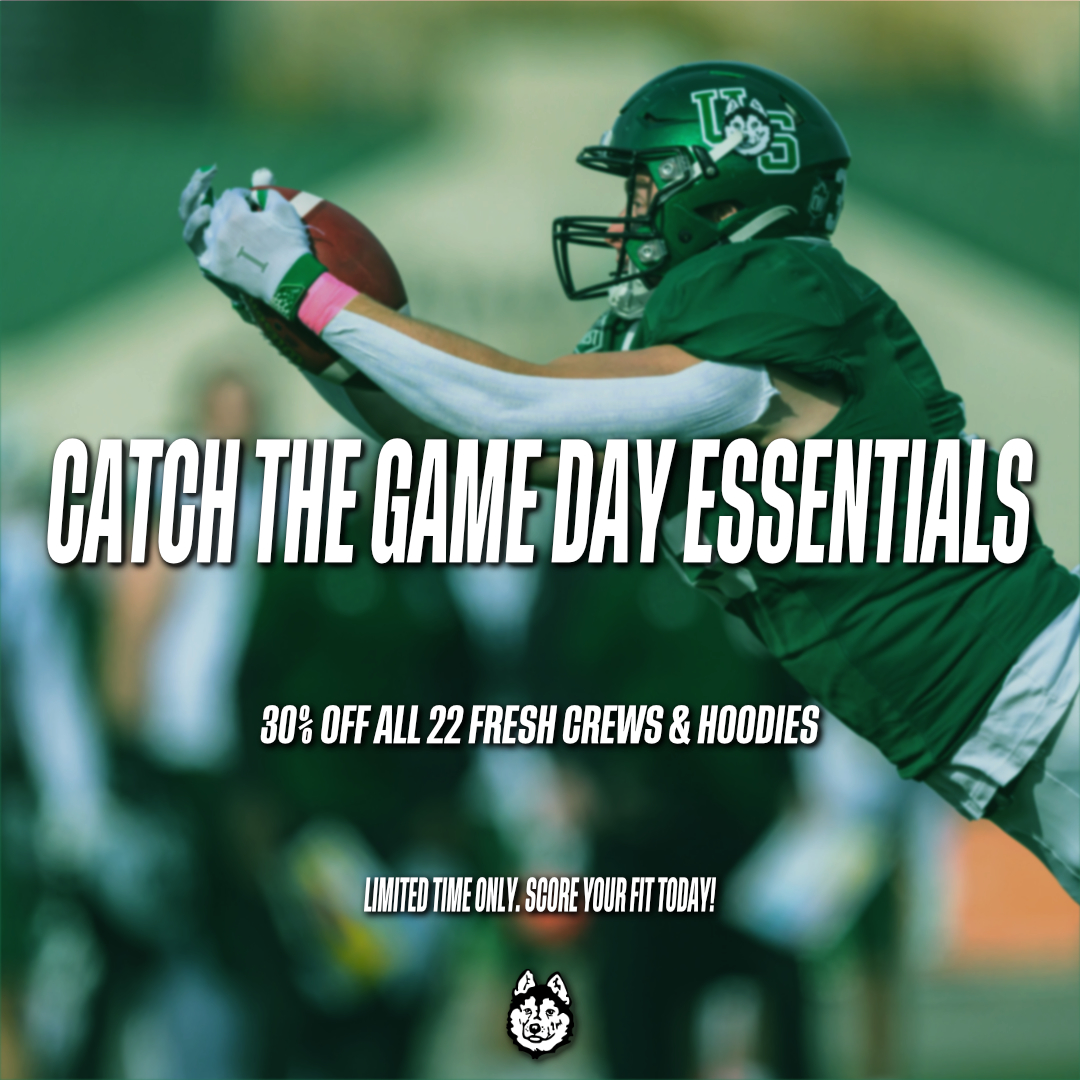 US
CATCH THE GAME DAY ESSENTIALS
30% OFF ALL 22 FRESH CREWS & HOODIES
LIMITED TIME ONLY. SCORE YOUR FIT TODAY!